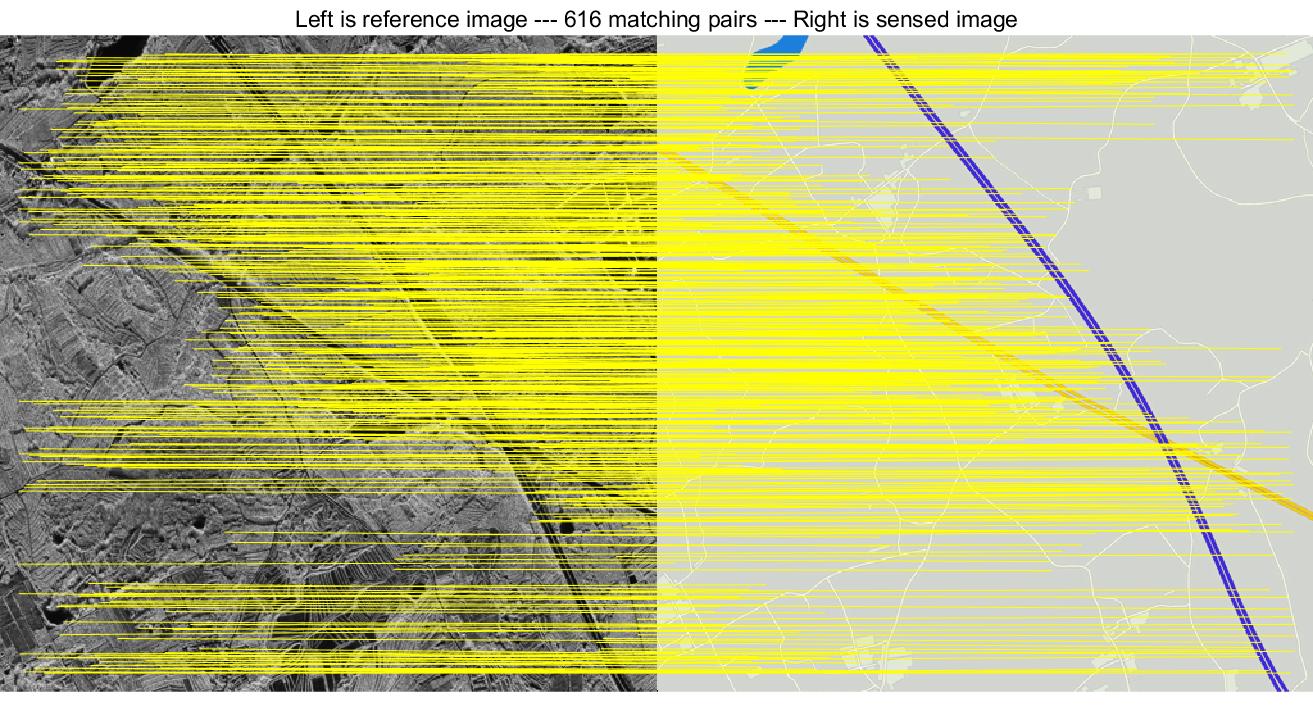 Left is reference image --- 616 matching pairs --- Right is sensed image